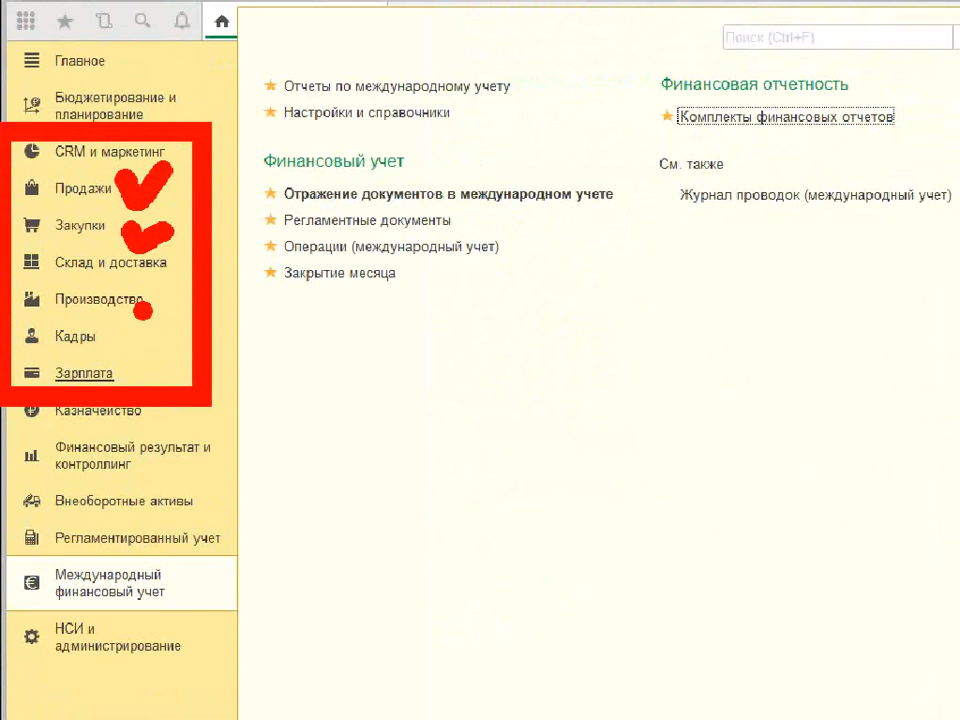 Поиск (Ctrl+F)
Главное
Бюджетирование и
планирование
CRM и маркетинг
Продажи
Закупки
Склад и доставка
Производство
Кадры
Зарплата
Казначейство
Финансовый результат и
контроллинг
Внеоборотные активы
Регламентированный учет
Международный
финансовый учет
НСИ и
администрирование
Отчеты по международному учету
Настройки и справочники
Финансовый учет
Отражение документов в международном учете
Регламентные документы
Операции (международный учет)
Закрытие месяца
Финансовая отчетность
Комплекты финансовых отчетов
См. также
Журнал проводок (международный учет)